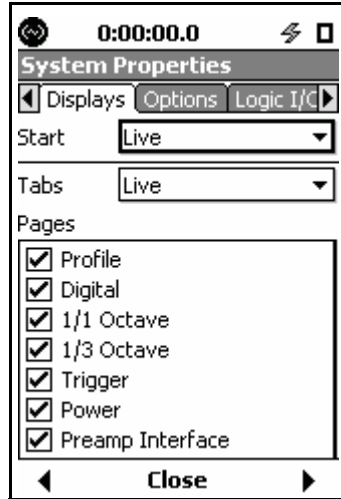 0:00:00.0
System Properties
Displays Options Logic I/O
Start Live
Tabs Live
Pages
Profile
Digital
1/1 Octave
1/3 Octave
Trigger
Power
Preamp Interface
Close